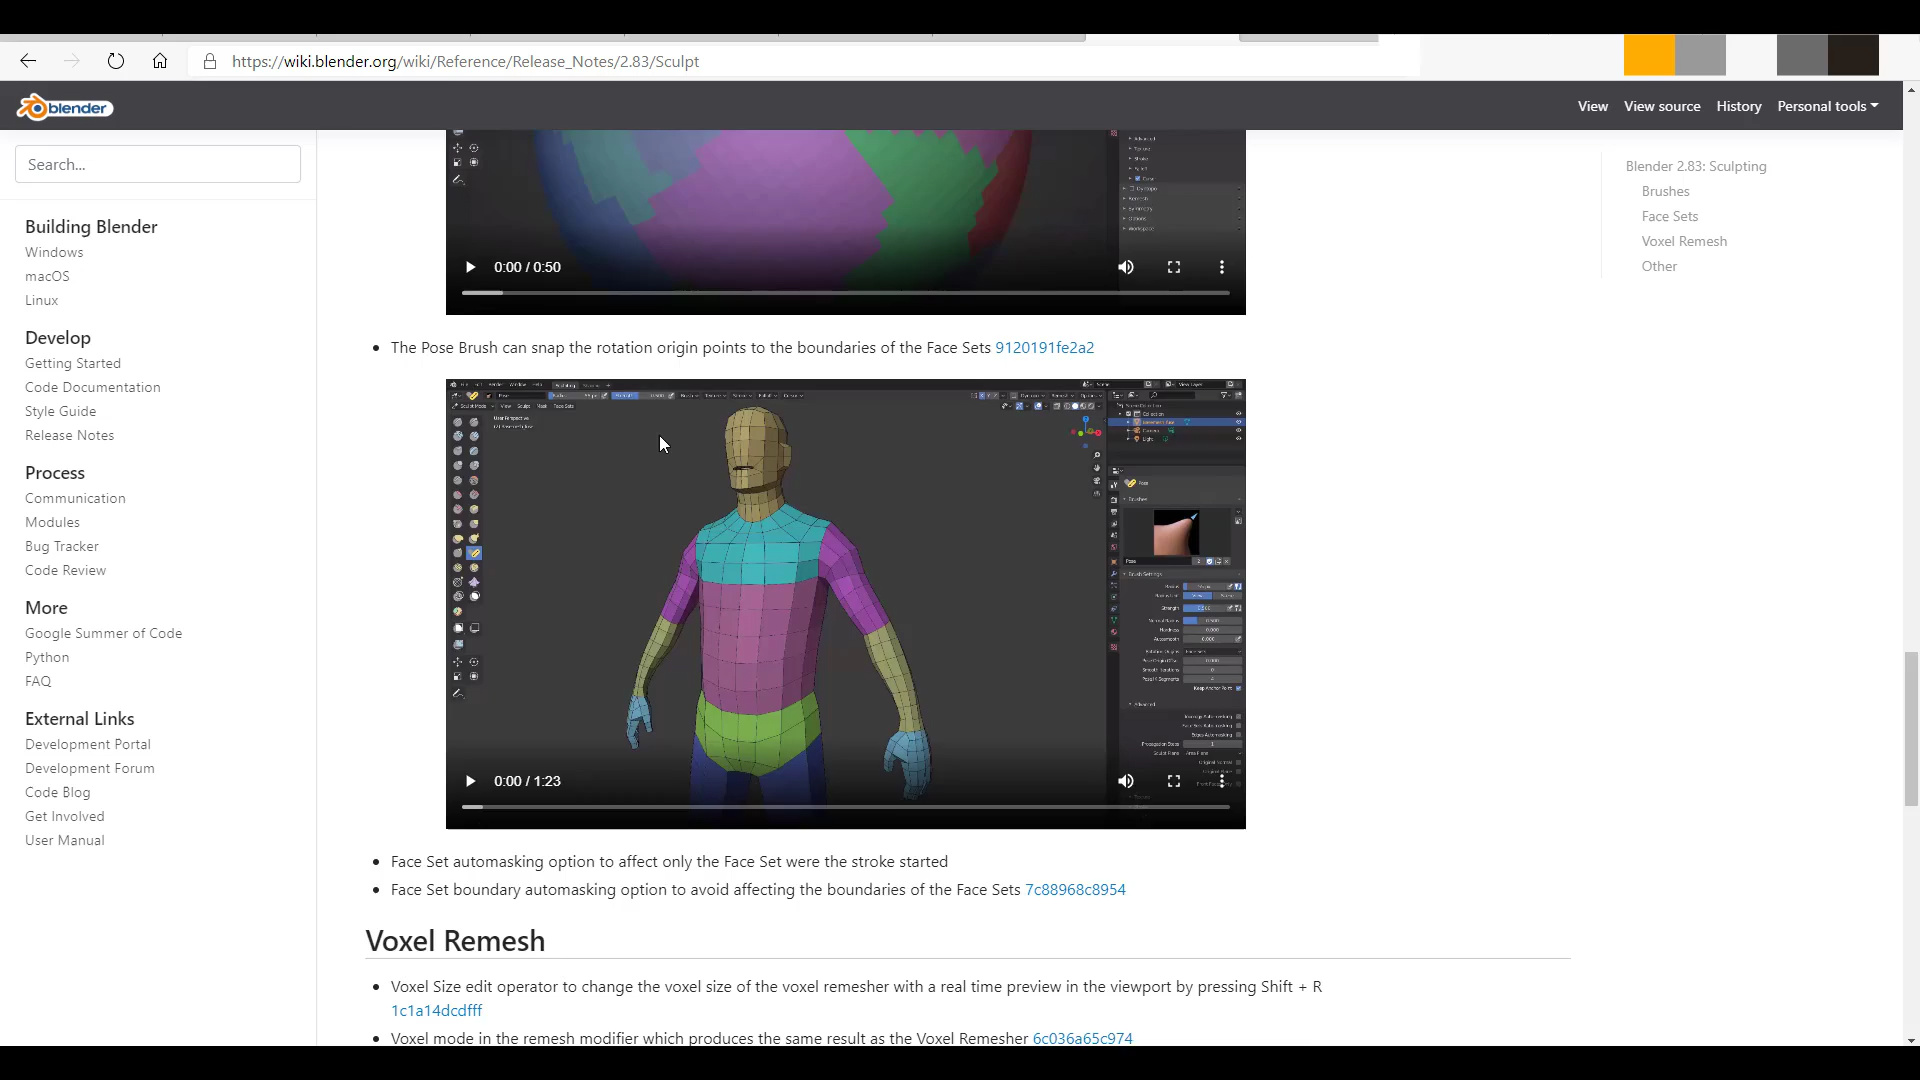 https://wiki.blender.org/wiki/Reference/Release_Notes/2.83/Sculpt
blender
View
View source
History
Personal tools
Search...
Building Blender
Windows
macOS
Linux
Develop
Getting Started
Code Documentation
Style Guide
Release Notes
Process
Communication
Modules
Bug Tracker
Code Review
More
Google Summer of Code
Python
FAQ
External Links
Development Portal
Development Forum
Code Blog
Get Involved
User Manual
0:00 / 0:50
The Pose Brush can snap the rotation origin points to the boundaries of the Face Sets 9120191fe2a2
0:00 / 1:23
Face Set automasking option to affect only the Face Set were the stroke started
Face Set boundary automasking option to avoid affecting the boundaries of the Face Sets 7c88968c8954
Voxel Remesh
Voxel Size edit operator to change the voxel size of the voxel remesher with a real time preview in the viewport by pressing Shift + R
1c1a14dcdfff
Voxel mode in the remesh modifier which produces the same result as the Voxel Remesher 6c036a65c974
Blender 2.83: Sculpting
Brushes
Face Sets
Voxel Remesh
Other